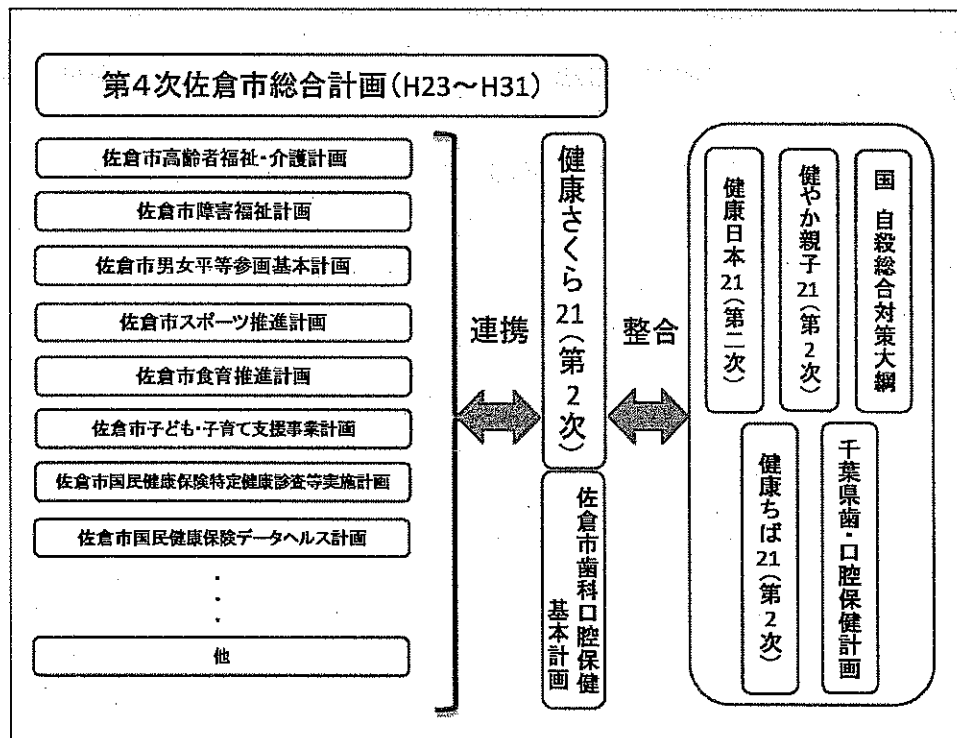 第4次佐倉市総合計画(H23～H31)
佐倉市高齢者福祉・介護計画
佐倉市障害福祉計画
佐倉市男女平等参画基本計画
佐倉市スポーツ推進計画
佐倉市食育推進計画
佐倉市子ども・子育て支援事業計画
佐倉市国民健康保険特定健康診査等実施計画
佐倉市国民健康保険データヘルス計画
・
・
・
他
連携
健康さくら21(第2次)
佐倉市歯科口腔保健
基本計画
整合
健康日本21(第二次)
健やか親子21(第2次)
国 自殺総合対策大綱
健康ちば21(第2次)
千葉県歯・口腔保健計画